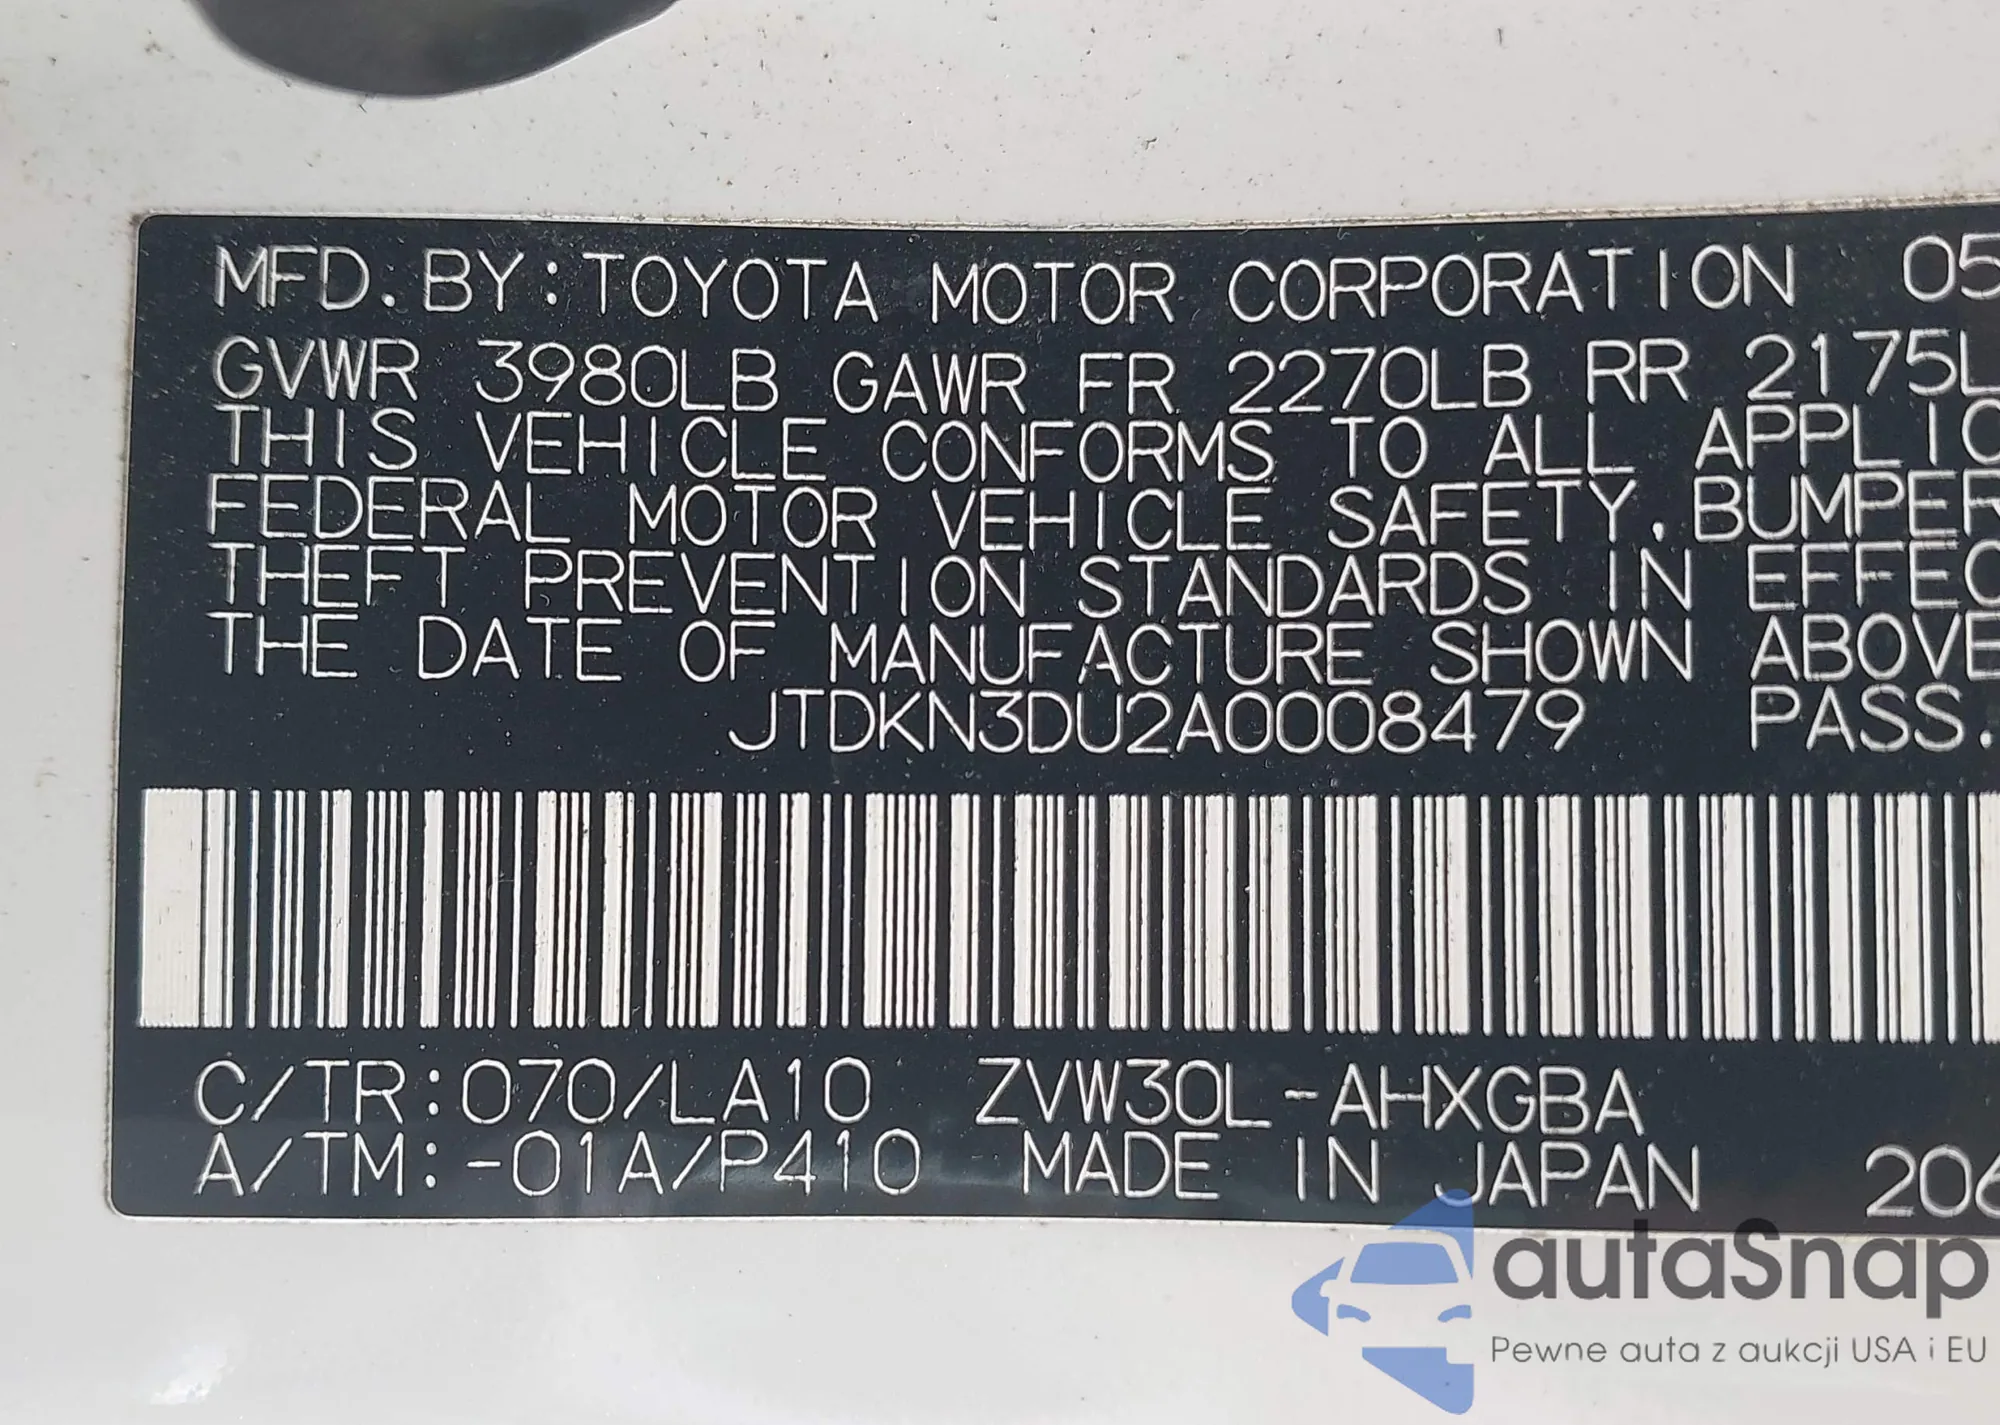 MFD.BY:TOYOTA MOTOR CORPORATION 05
GVWR 3980LB GAWR FR 2270LB RR 2175L
THIS VEHICLE CONFORMS TO ALL APPLIC
FEDERAL MOTOR VEHICLE SAFETY,BUMPER
THEFT PREVENTION STANDARDS IN EFFEC
THE DATE OF MANUFACTURE SHOWN ABOVE
JTDKN3DU2A0008479 PASS.
C/TR:070/LA10 ZVW30L-AHXGBA
A/TM:-01A/P410 MADE IN JAPAN 206
autaSnap
Pewne auta z aukcji USA i EU